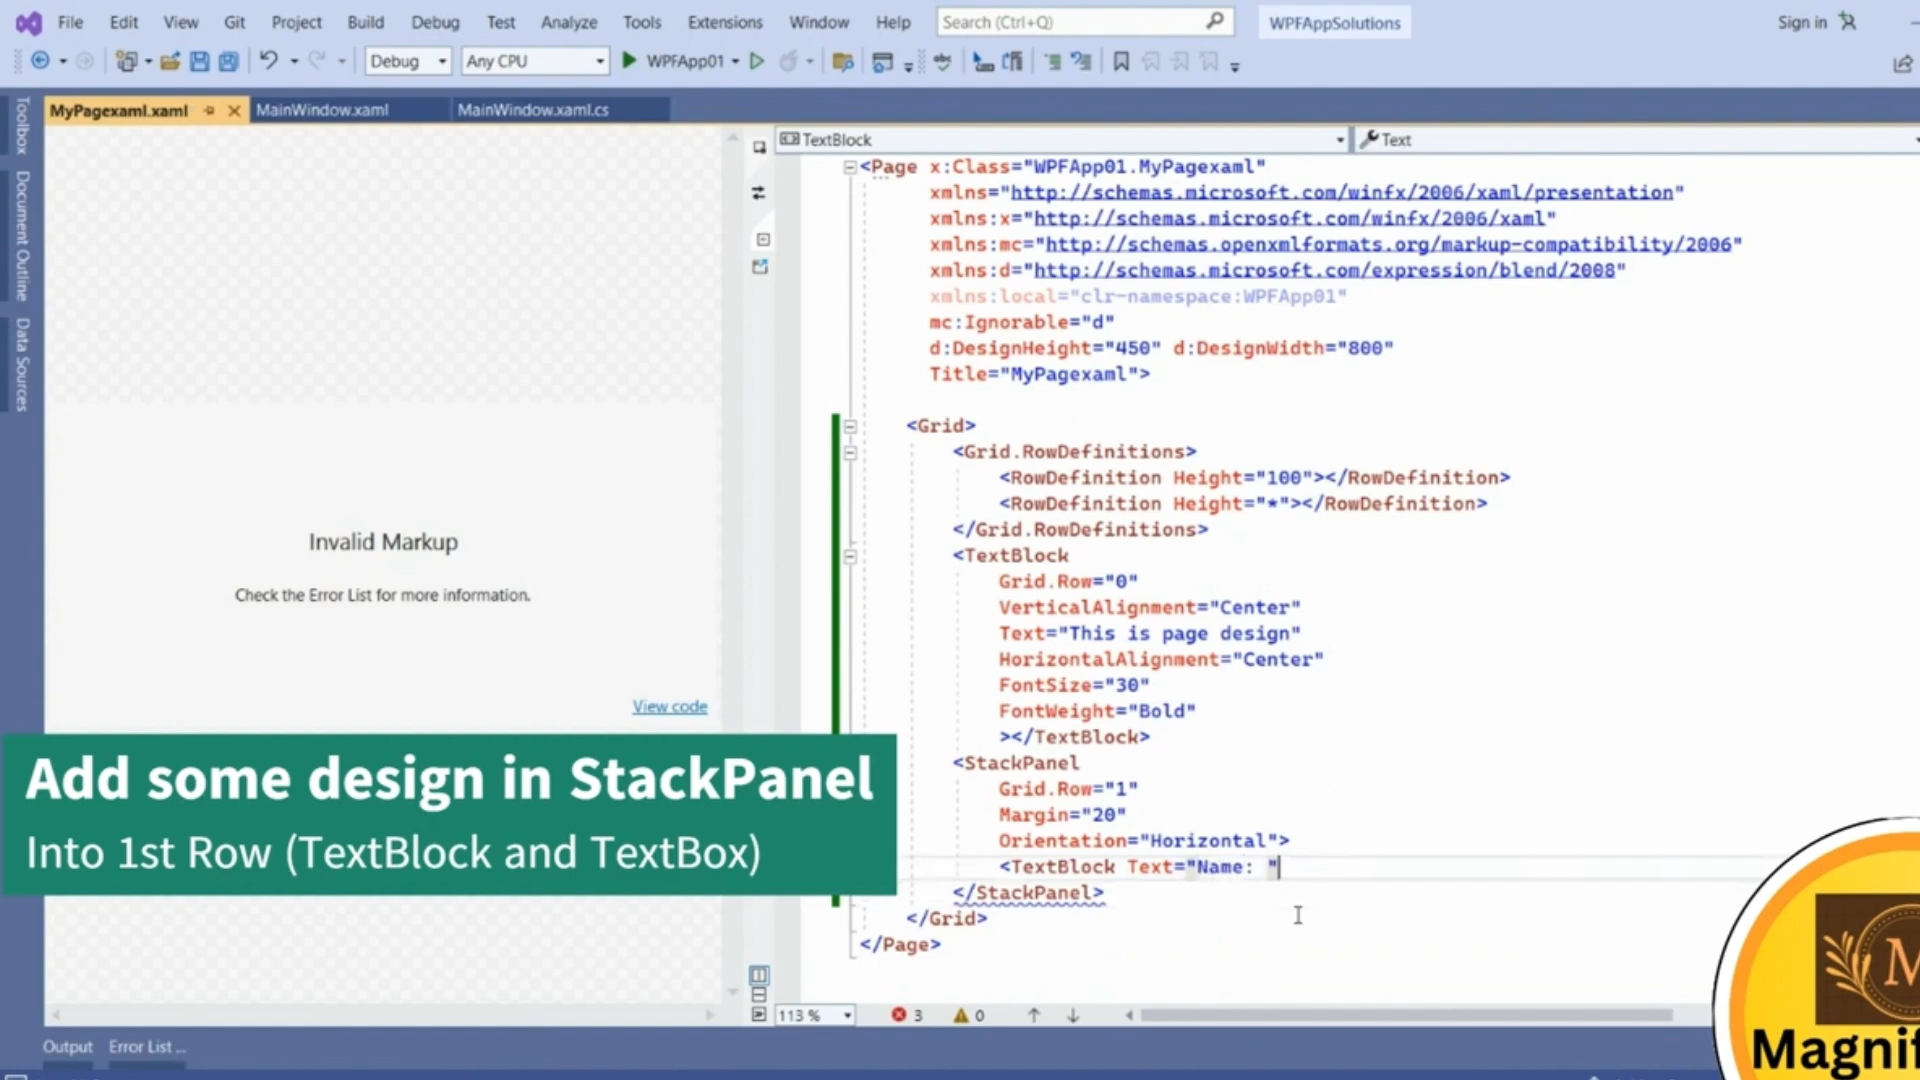 File Edit View Git Project Build Debug Test Analyze Tools Extensions Window Help Search (Ctrl+Q) WPFAppSolutions Sign in
Debug Any CPU WPFApp01
MyPagexaml.xaml MainWindow.xaml MainWindow.xaml.cs
Toolbox
Document Outline
Data Sources
TextBlock Text
<Page x:Class="WPFApp01.MyPagexaml"
xmlns="http://schemas.microsoft.com/winfx/2006/xaml/presentation"
xmlns:x="http://schemas.microsoft.com/winfx/2006/xaml"
xmlns:mc="http://schemas.openxmlformats.org/markup-compatibility/2006"
xmlns:d="http://schemas.microsoft.com/expression/blend/2008"
xmlns:local="clr-namespace:WPFApp01"
mc:Ignorable="d"
d:DesignHeight="450" d:DesignWidth="800"
Title="MyPagexaml">
<Grid>
<Grid.RowDefinitions>
<RowDefinition Height="100"></RowDefinition>
<RowDefinition Height="*"></RowDefinition>
</Grid.RowDefinitions>
<TextBlock
Grid.Row="0"
VerticalAlignment="Center"
Text="This is page design"
HorizontalAlignment="Center"
FontSize="30"
FontWeight="Bold"
></TextBlock>
<StackPanel
Grid.Row="1"
Margin="20"
Orientation="Horizontal">
<TextBlock Text="Name: "
</StackPanel>
</Grid>
</Page>
Invalid Markup
Check the Error List for more information.
View code
Add some design in StackPanel
Into 1st Row (TextBlock and TextBox)
113 % 3 0
Output Error List ...
M
Magnif